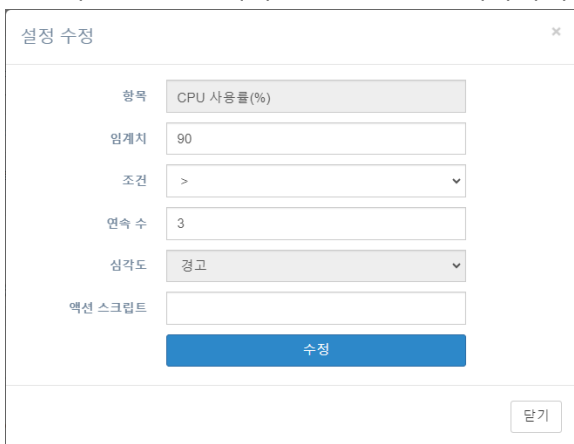 설정 수정 ×
항목 CPU 사용률(%)
임계치 90
조건 >
연속 수 3
심각도 경고
액션 스크립트
수정
닫기